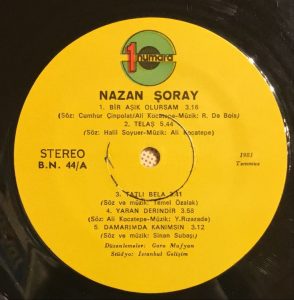 1 numara
NAZAN ŞORAY
1. BİR AŞIK OLURSAM 3.16
(Söz: Cumhur Çinpolat/Ali Kocatepe-Müzik: R. De Bois)
2. TELAŞ 5.44
(Söz: Halil Soyuer-Müzik: Ali Kocatepe)
STEREO
B.N. 44/A
1981
Temmuz
3. TATLI BELA 3.41
(Söz ve müzik: Temel Özalak)
4. YARAN DERİNDİR 3.58
(Söz: Ali Kocatepe-Müzik: Y.Rızarade)
5. DAMARIMDA KANIMSIN 3.12
(Söz ve müzik: Sinan Subaşı)
Düzenlemeler: Garo Mafyan
Stüdyo: İstanbul Gelişim